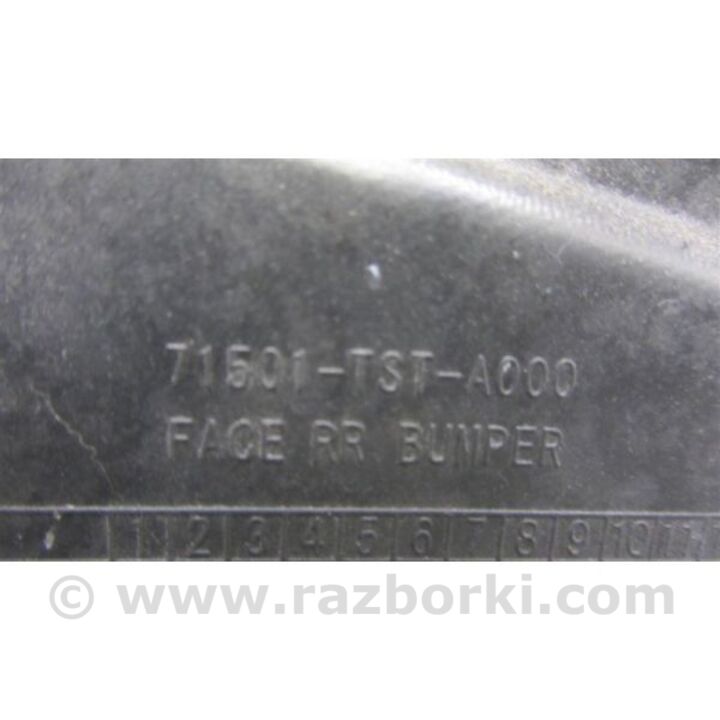 71501-TST-A000
FACE RR BUMPER
1 2 3 4 5 6 7 8 9 10 11
© www.razborki.com